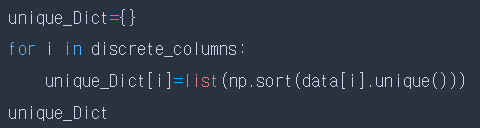 unique_Dict={}
for i in discrete_columns:
    unique_Dict[i]=list(np.sort(data[i].unique()))
unique_Dict